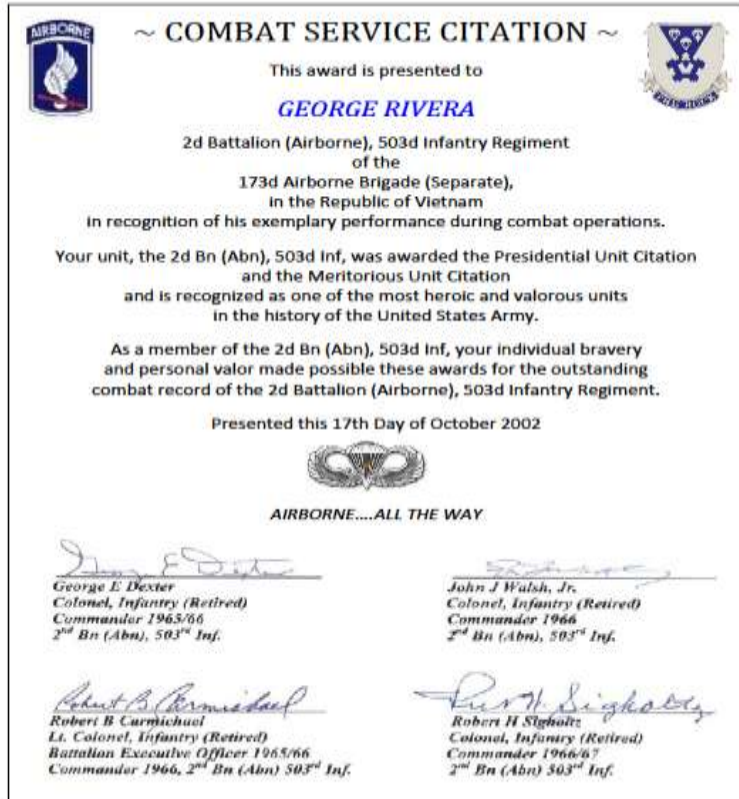 AIRBORNE
~ COMBAT SERVICE CITATION ~
This award is presented to
GEORGE RIVERA
2d Battalion (Airborne), 503d Infantry Regiment
of the
173d Airborne Brigade (Separate),
in the Republic of Vietnam
in recognition of his exemplary performance during combat operations.
Your unit, the 2d Bn (Abn), 503d Inf, was awarded the Presidential Unit Citation
and the Meritorious Unit Citation
and is recognized as one of the most heroic and valorous units
in the history of the United States Army.
As a member of the 2d Bn (Abn), 503d Inf, your individual bravery
and personal valor made possible these awards for the outstanding
combat record of the 2d Battalion (Airborne), 503d Infantry Regiment.
Presented this 17th Day of October 2002
AIRBORNE....ALL THE WAY
George E Dexter
George E Dexter
Colonel, Infantry (Retired)
Commander 1965/66
2nd Bn (Abn), 503rd Inf.
John J Walsh, Jr.
Colonel, Infantry (Retired)
Commander 1966
2nd Bn (Abn), 503rd Inf.
Robert B Carmichael
Robert B Carmichael
Lt. Colonel, Infantry (Retired)
Battalion Executive Officer 1965/66
Commander 1966, 2nd Bn (Abn) 503rd Inf.
Sigholtz
Robert H Sigholtz
Colonel, Infantry (Retired)
Commander 1966/67
2nd Bn (Abn) 503rd Inf.